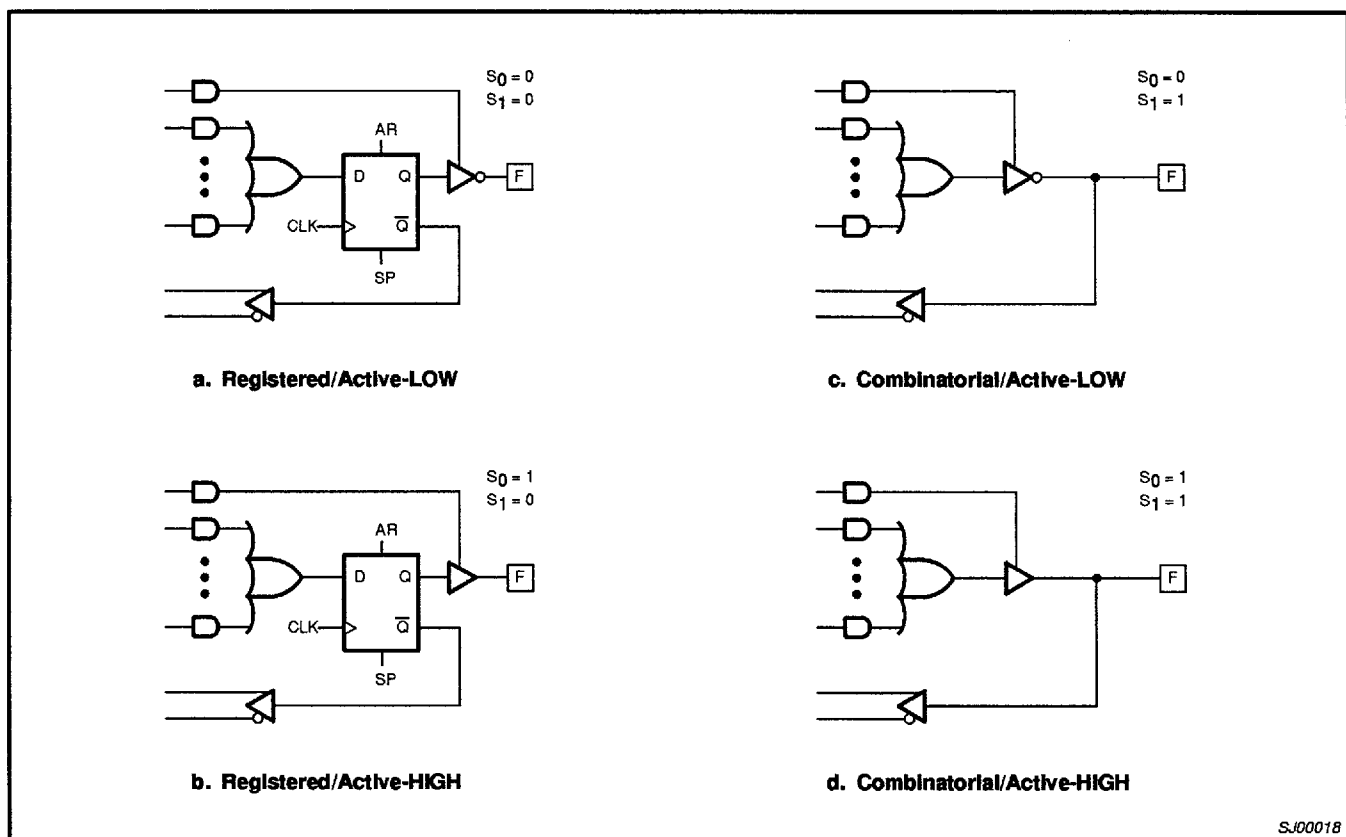 S0 = 0
S1 = 0
AR
D Q
F
CLK Q̅
SP
a. Registered/Active-LOW
S0 = 0
S1 = 1
F
c. Combinatorial/Active-LOW
S0 = 1
S1 = 0
AR
D Q
F
CLK Q̅
SP
b. Registered/Active-HIGH
S0 = 1
S1 = 1
F
d. Combinatorial/Active-HIGH
SJ00018